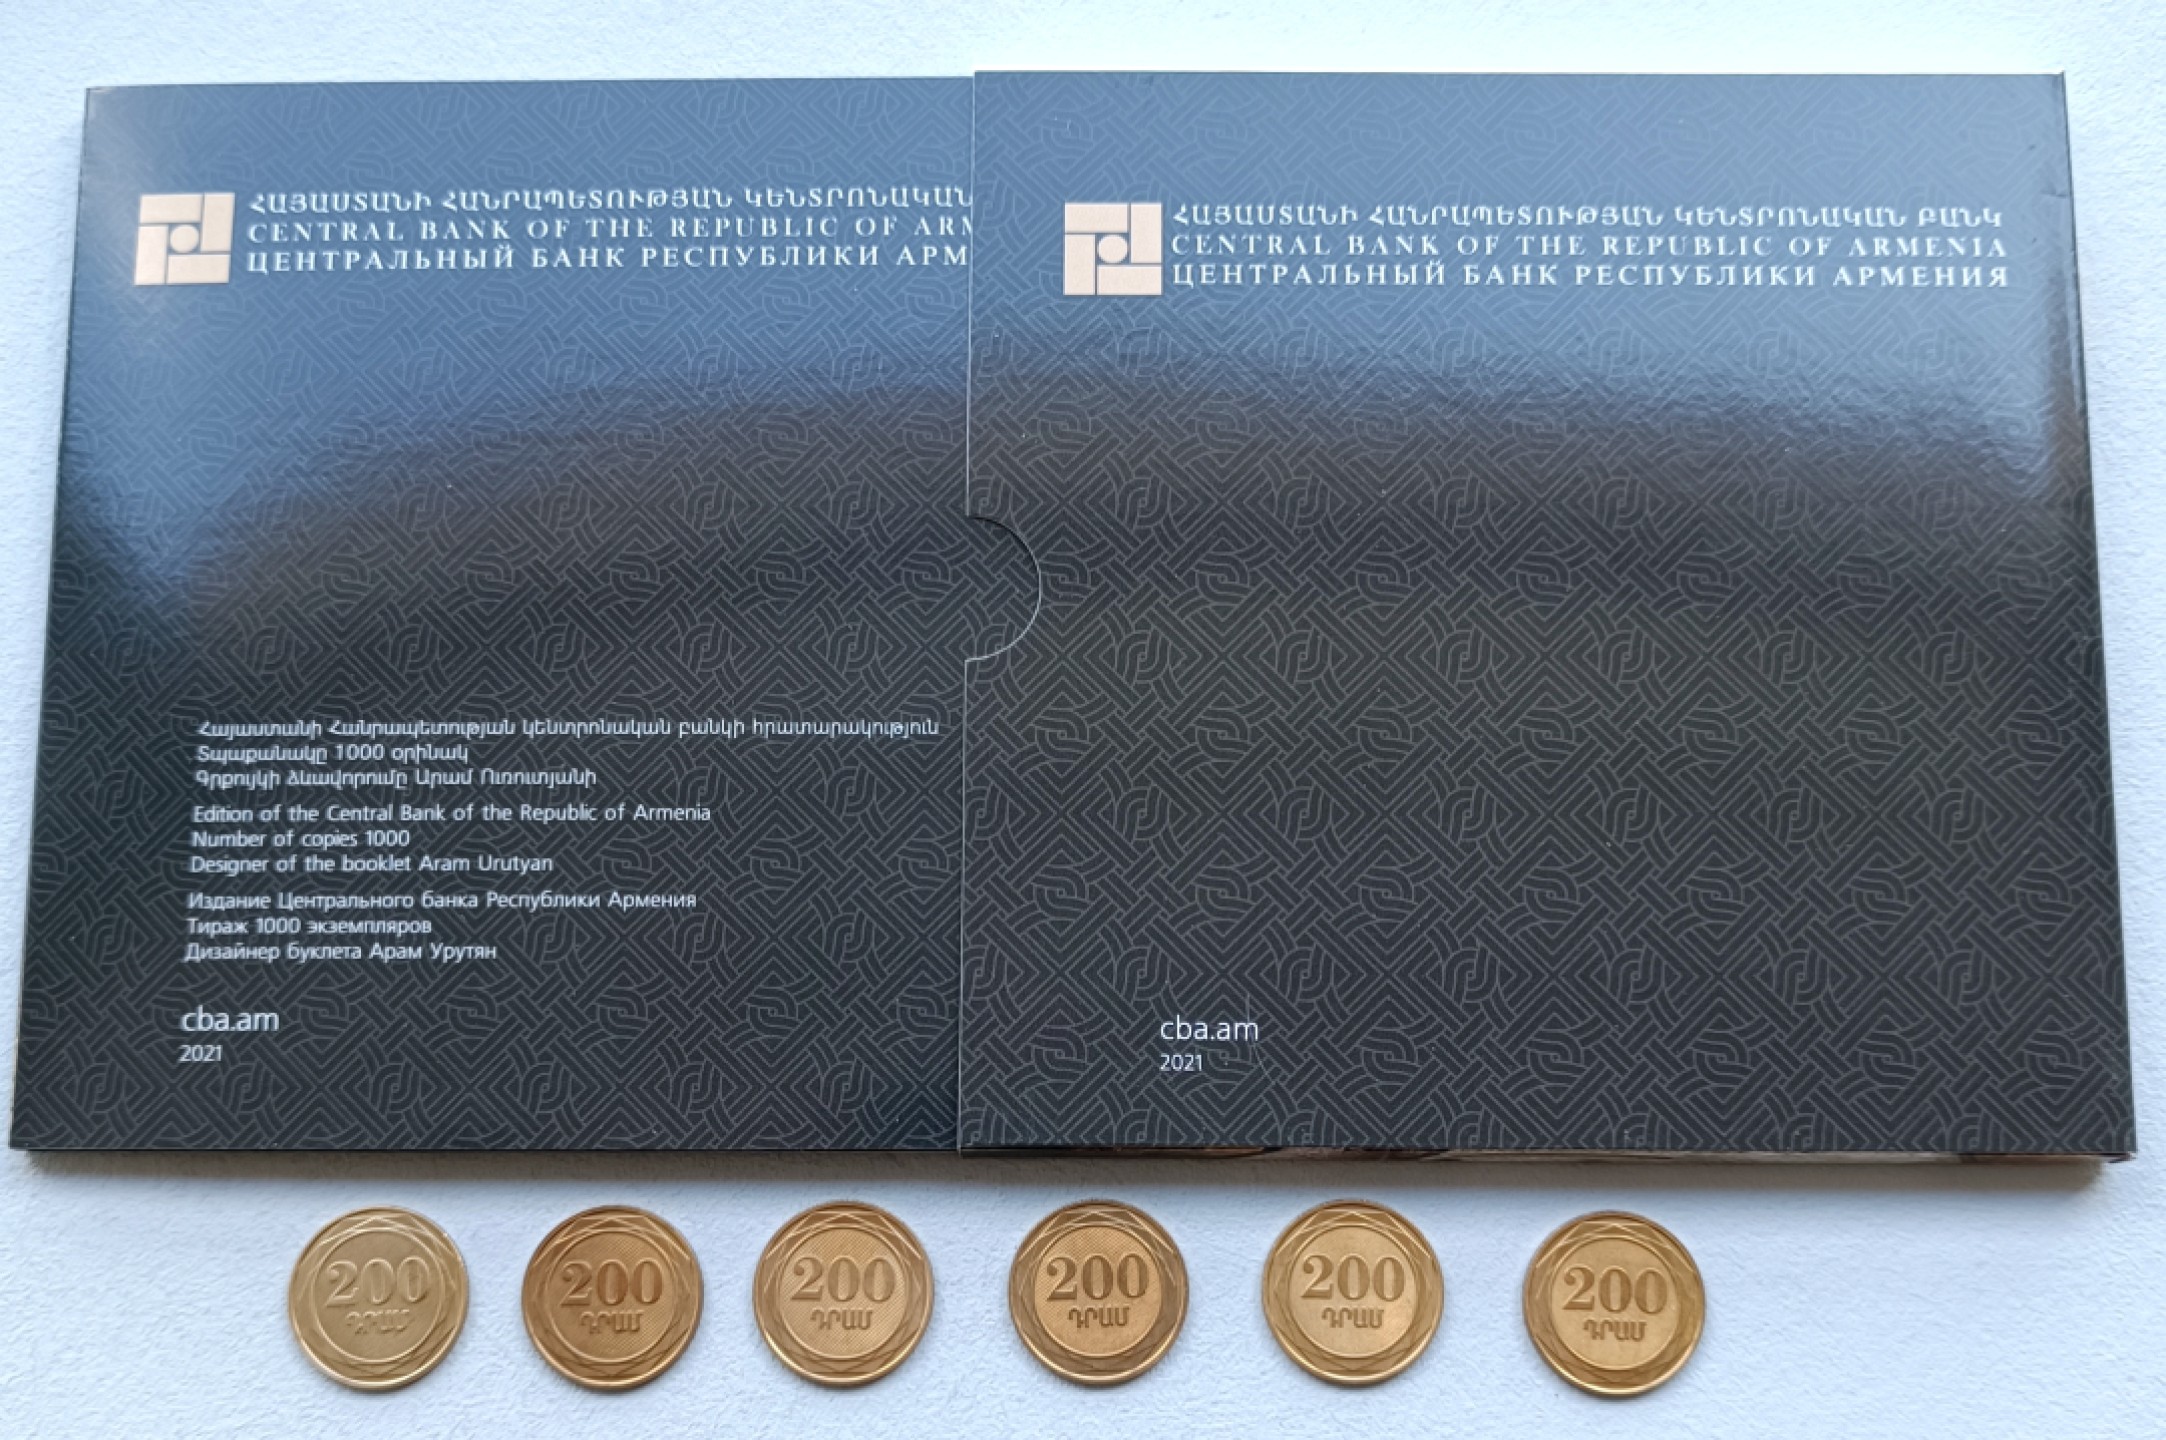 ՀԱՅԱՍՏԱՆԻ ՀԱՆՐԱՊԵՏՈՒԹՅԱՆ ԿԵՆՏՐՈՆԱԿԱՆ
CENTRAL BANK OF THE REPUBLIC OF ARM
ЦЕНТРАЛЬНЫЙ БАНК РЕСПУБЛИКИ АРМ
Հայաստանի Հանրապետության կենտրոնական բանկի հրատարակություն
Տպաքանակը 1000 օրինակ
Գրքույկի ձևավորումը Արամ Ուռուտյանի
Edition of the Central Bank of the Republic of Armenia
Number of copies 1000
Designer of the booklet Aram Urutyan
Издание Центрального банка Республики Армения
Тираж 1000 экземпляров
Дизайнер буклета Арам Урутян
cba.am
2021
ՀԱՅԱՍՏԱՆԻ ՀԱՆՐԱՊԵՏՈՒԹՅԱՆ ԿԵՆՏՐՈՆԱԿԱՆ ԲԱՆԿ
CENTRAL BANK OF THE REPUBLIC OF ARMENIA
ЦЕНТРАЛЬНЫЙ БАНК РЕСПУБЛИКИ АРМЕНИЯ
cba.am
2021
200
ԴՐԱՄ
200
ԴՐԱՄ
200
ԴՐԱՄ
200
ԴՐԱՄ
200
ԴՐԱՄ
200
ԴՐԱՄ